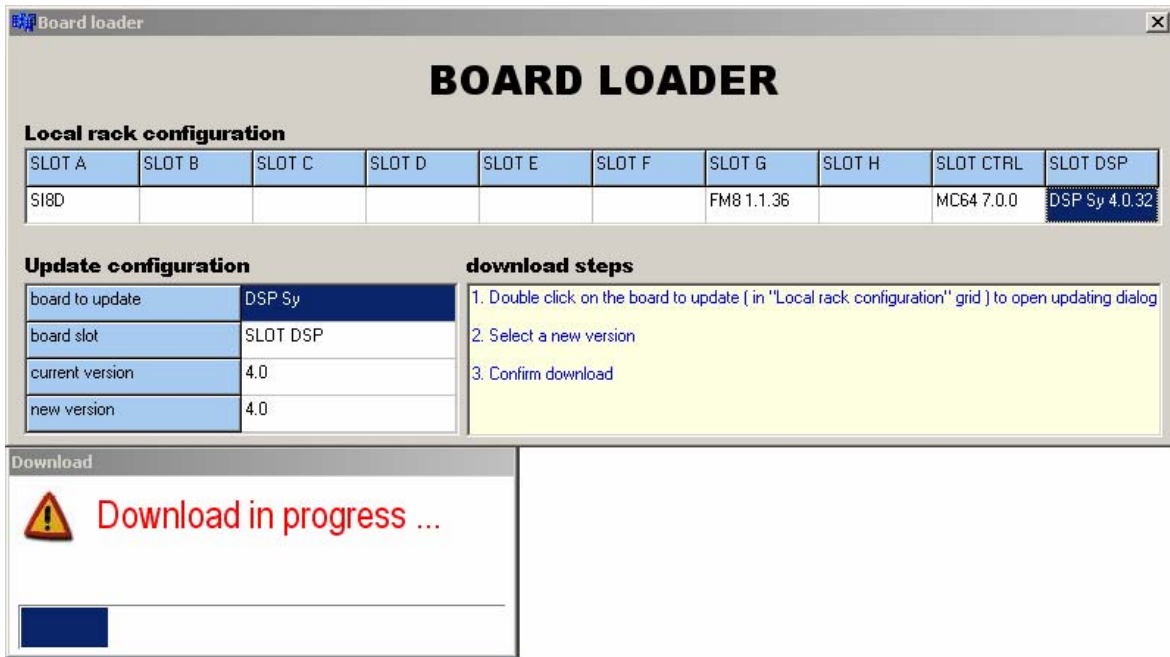 Board loader
BOARD LOADER
Local rack configuration
SLOT A SLOT B SLOT C SLOT D SLOT E SLOT F SLOT G SLOT H SLOT CTRL SLOT DSP
SI8D FM8 1.1.36 MC64 7.0.0 DSP Sy 4.0.32
Update configuration
board to update DSP Sy
board slot SLOT DSP
current version 4.0
new version 4.0
download steps
1. Double click on the board to update ( in "Local rack configuration" grid ) to open updating dialog
2. Select a new version
3. Confirm download
Download
Download in progress ...